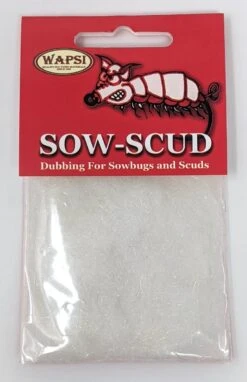 WAPSI
SOW-SCUD
Dubbing For Sowbugs and Scuds